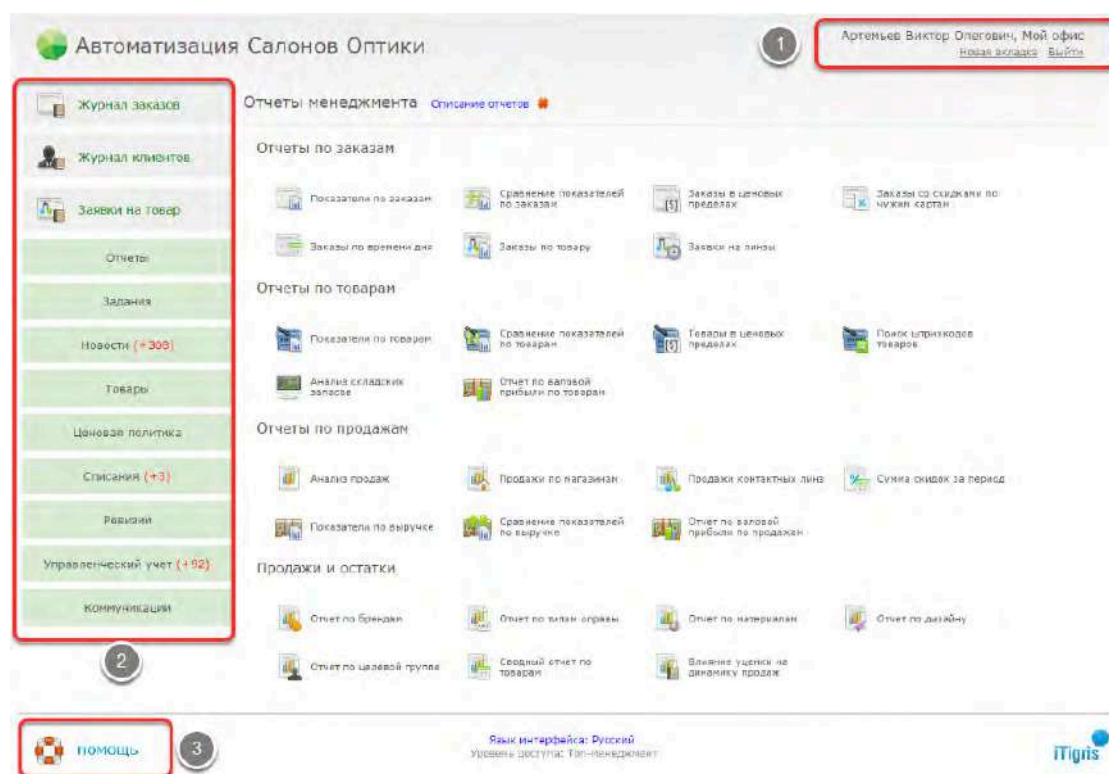 Автоматизация Салонов Оптики
1
Артемьев Виктор Олегович, Мой офис
Новая вкладка Выйти
Журнал заказов
Журнал клиентов
Заявки на товар
Отчеты
Задания
Новости (+308)
Товары
Ценовая политика
Списания (+3)
Ревизии
Управленческий учет (+92)
Коммуникации
2
Отчеты менеджмента Описание отчетов
Отчеты по заказам
Показатели по заказам
Сравнение показателей
по заказам
Заказы в ценовых
пределах
Заказы со скидками по
чужим картам
Заказы по времени дня
Заказы по товару
Заявки на линзы
Отчеты по товарам
Показатели по товарам
Сравнение показателей
по товарам
Товары в ценовых
пределах
Поиск штрихкодов
товаров
Анализ складских
запасов
Отчет по валовой
прибыли по товарам
Отчеты по продажам
Анализ продаж
Продажи по магазинам
Продажи контактных линз
Сумма скидок за период
Показатели по выручке
Сравнение показателей
по выручке
Отчет по валовой
прибыли по продажам
Продажи и остатки
Отчет по брендам
Отчет по типам оправы
Отчет по материалам
Отчет по дизайну
Отчет по целевой группе
Сводный отчет по
товарам
Влияние уценки на
динамику продаж
ПОМОЩЬ
3
Язык интерфейса: Русский
Уровень доступа: Топ-менеджмент
iTigris